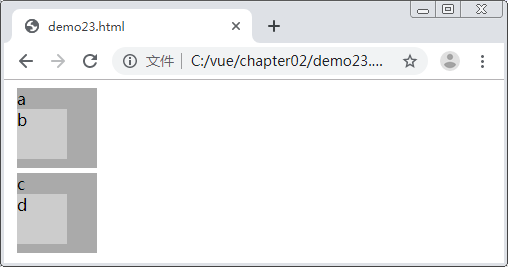 demo23.html
文件 | C:/vue/chapter02/demo23....
a
b
c
d